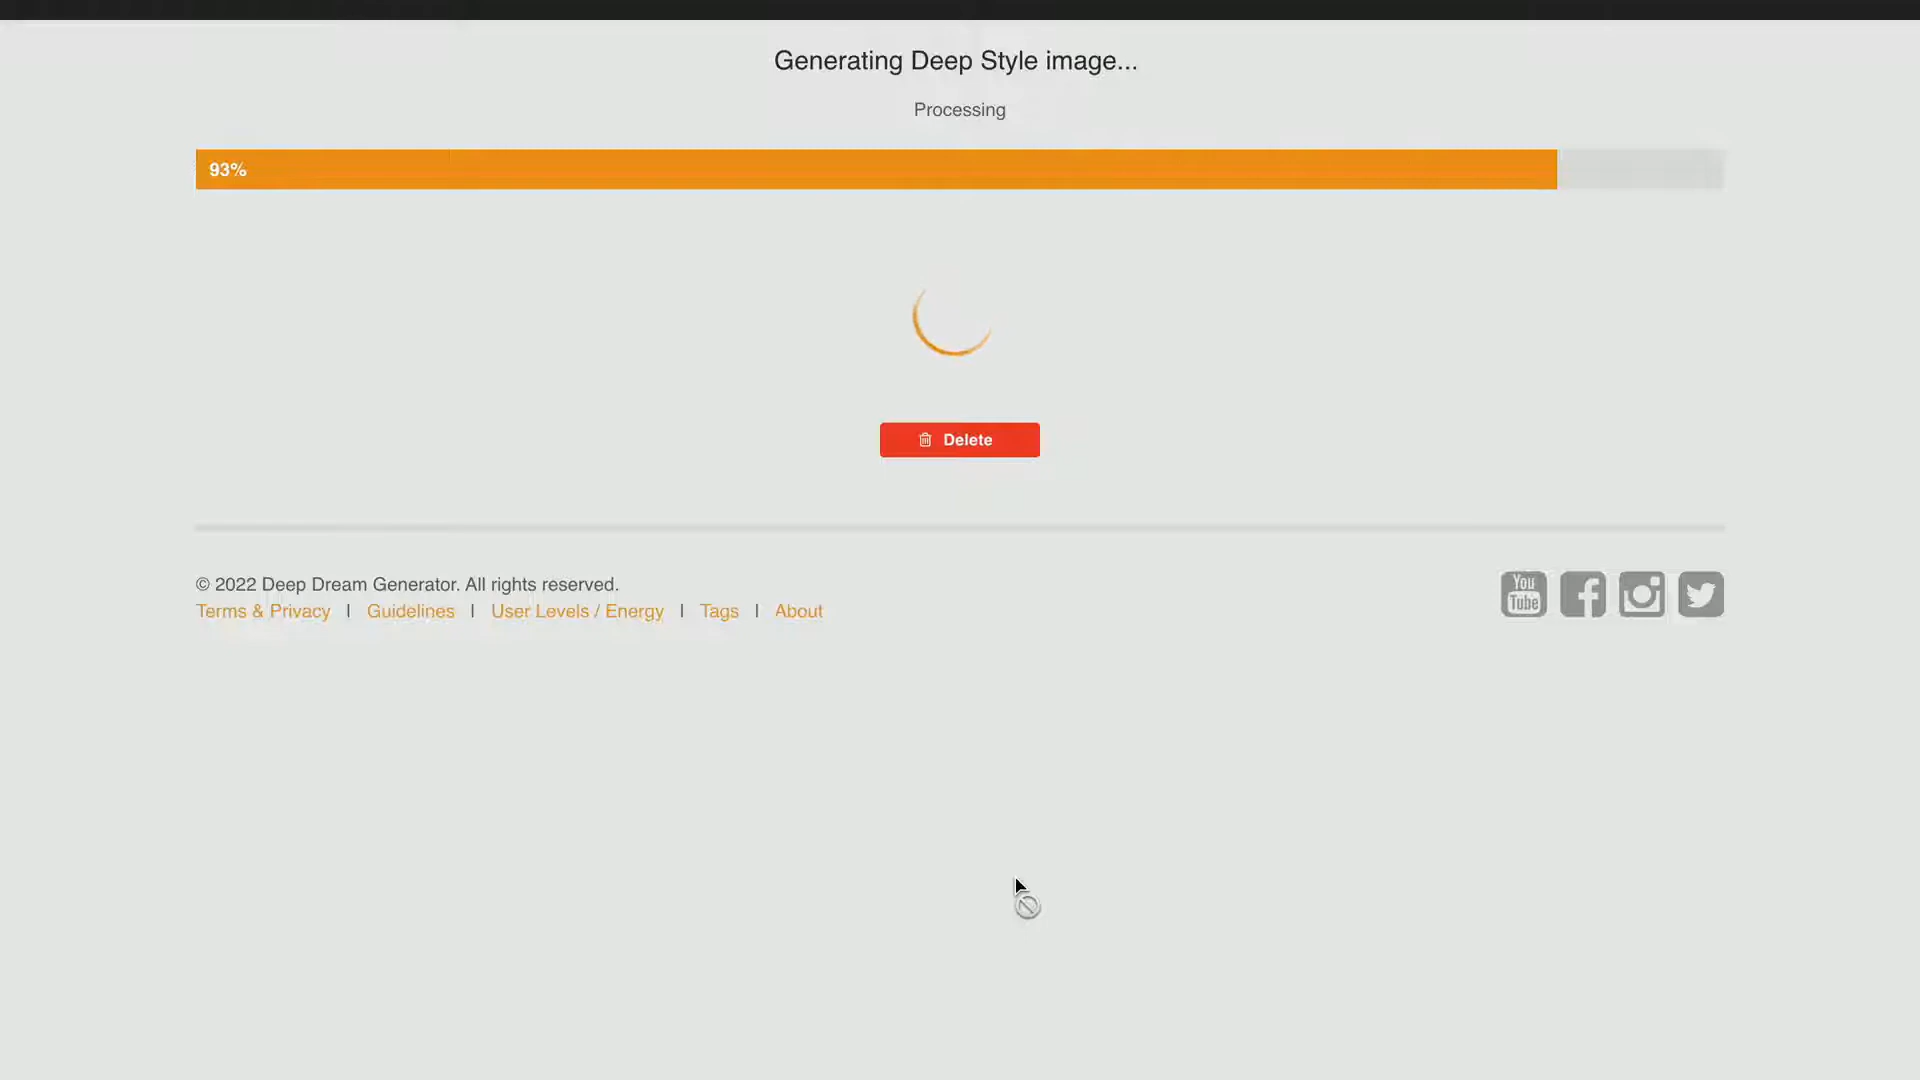 Generating Deep Style image...
Processing
93%
Delete
© 2022 Deep Dream Generator. All rights reserved.
Terms & Privacy | Guidelines | User Levels / Energy | Tags | About
You
Tube